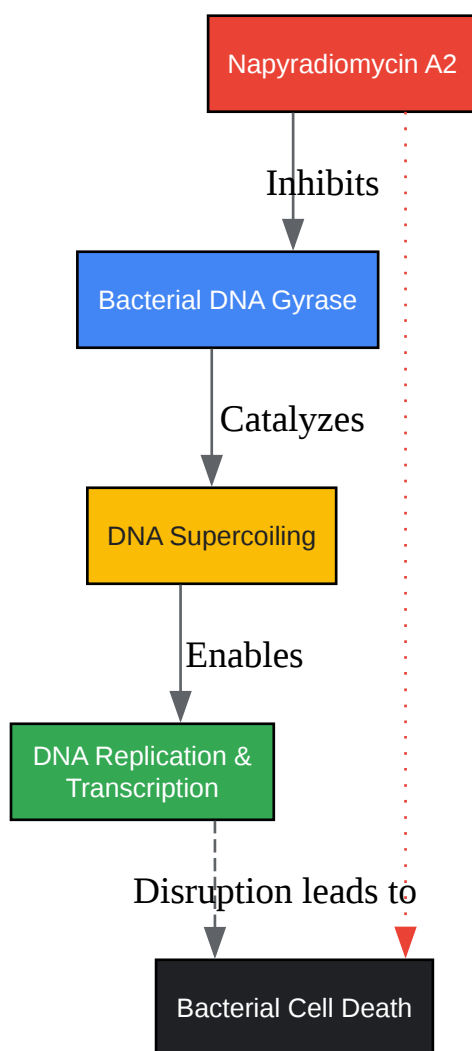 Napyradiomycin A2
Inhibits
Bacterial DNA Gyrase
Catalyzes
DNA Supercoiling
Enables
DNA Replication &
Transcription
Disruption leads to
Bacterial Cell Death